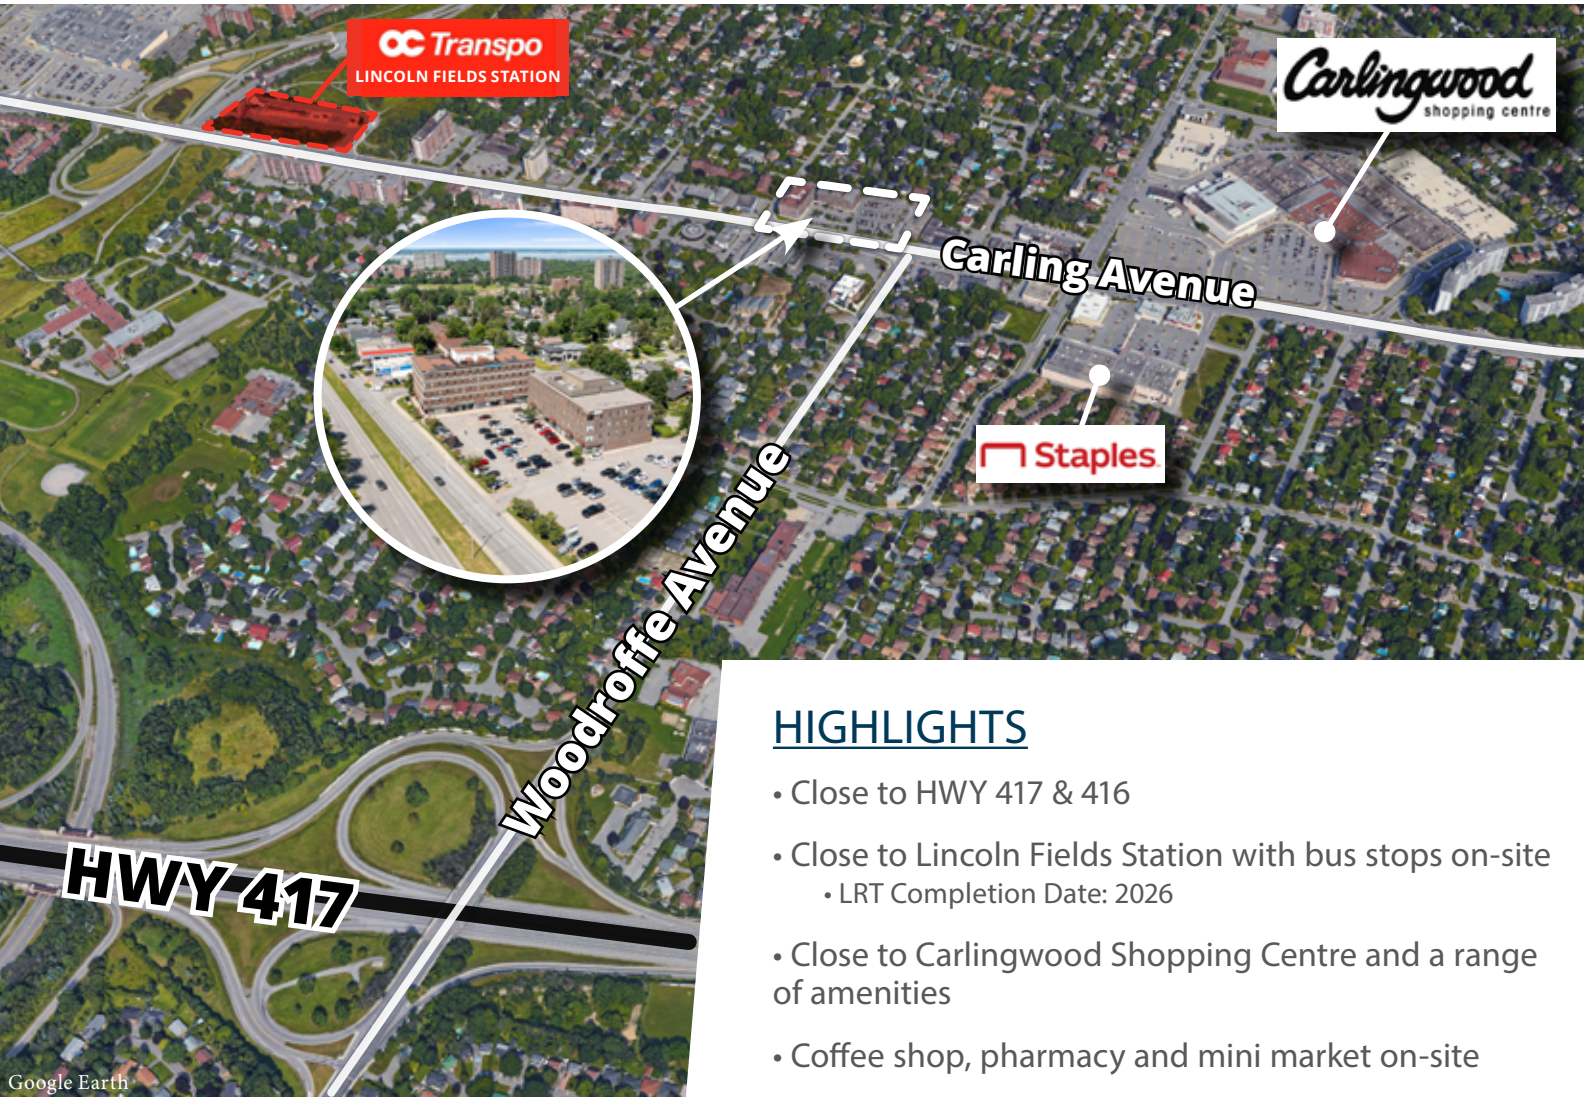 OC Transpo
LINCOLN FIELDS STATION
Carlingwood
shopping centre
Carling Avenue
Staples
Woodroffe Avenue
HWY 417
HIGHLIGHTS
• Close to HWY 417 & 416
• Close to Lincoln Fields Station with bus stops on-site
• LRT Completion Date: 2026
• Close to Carlingwood Shopping Centre and a range
of amenities
• Coffee shop, pharmacy and mini market on-site
Google Earth